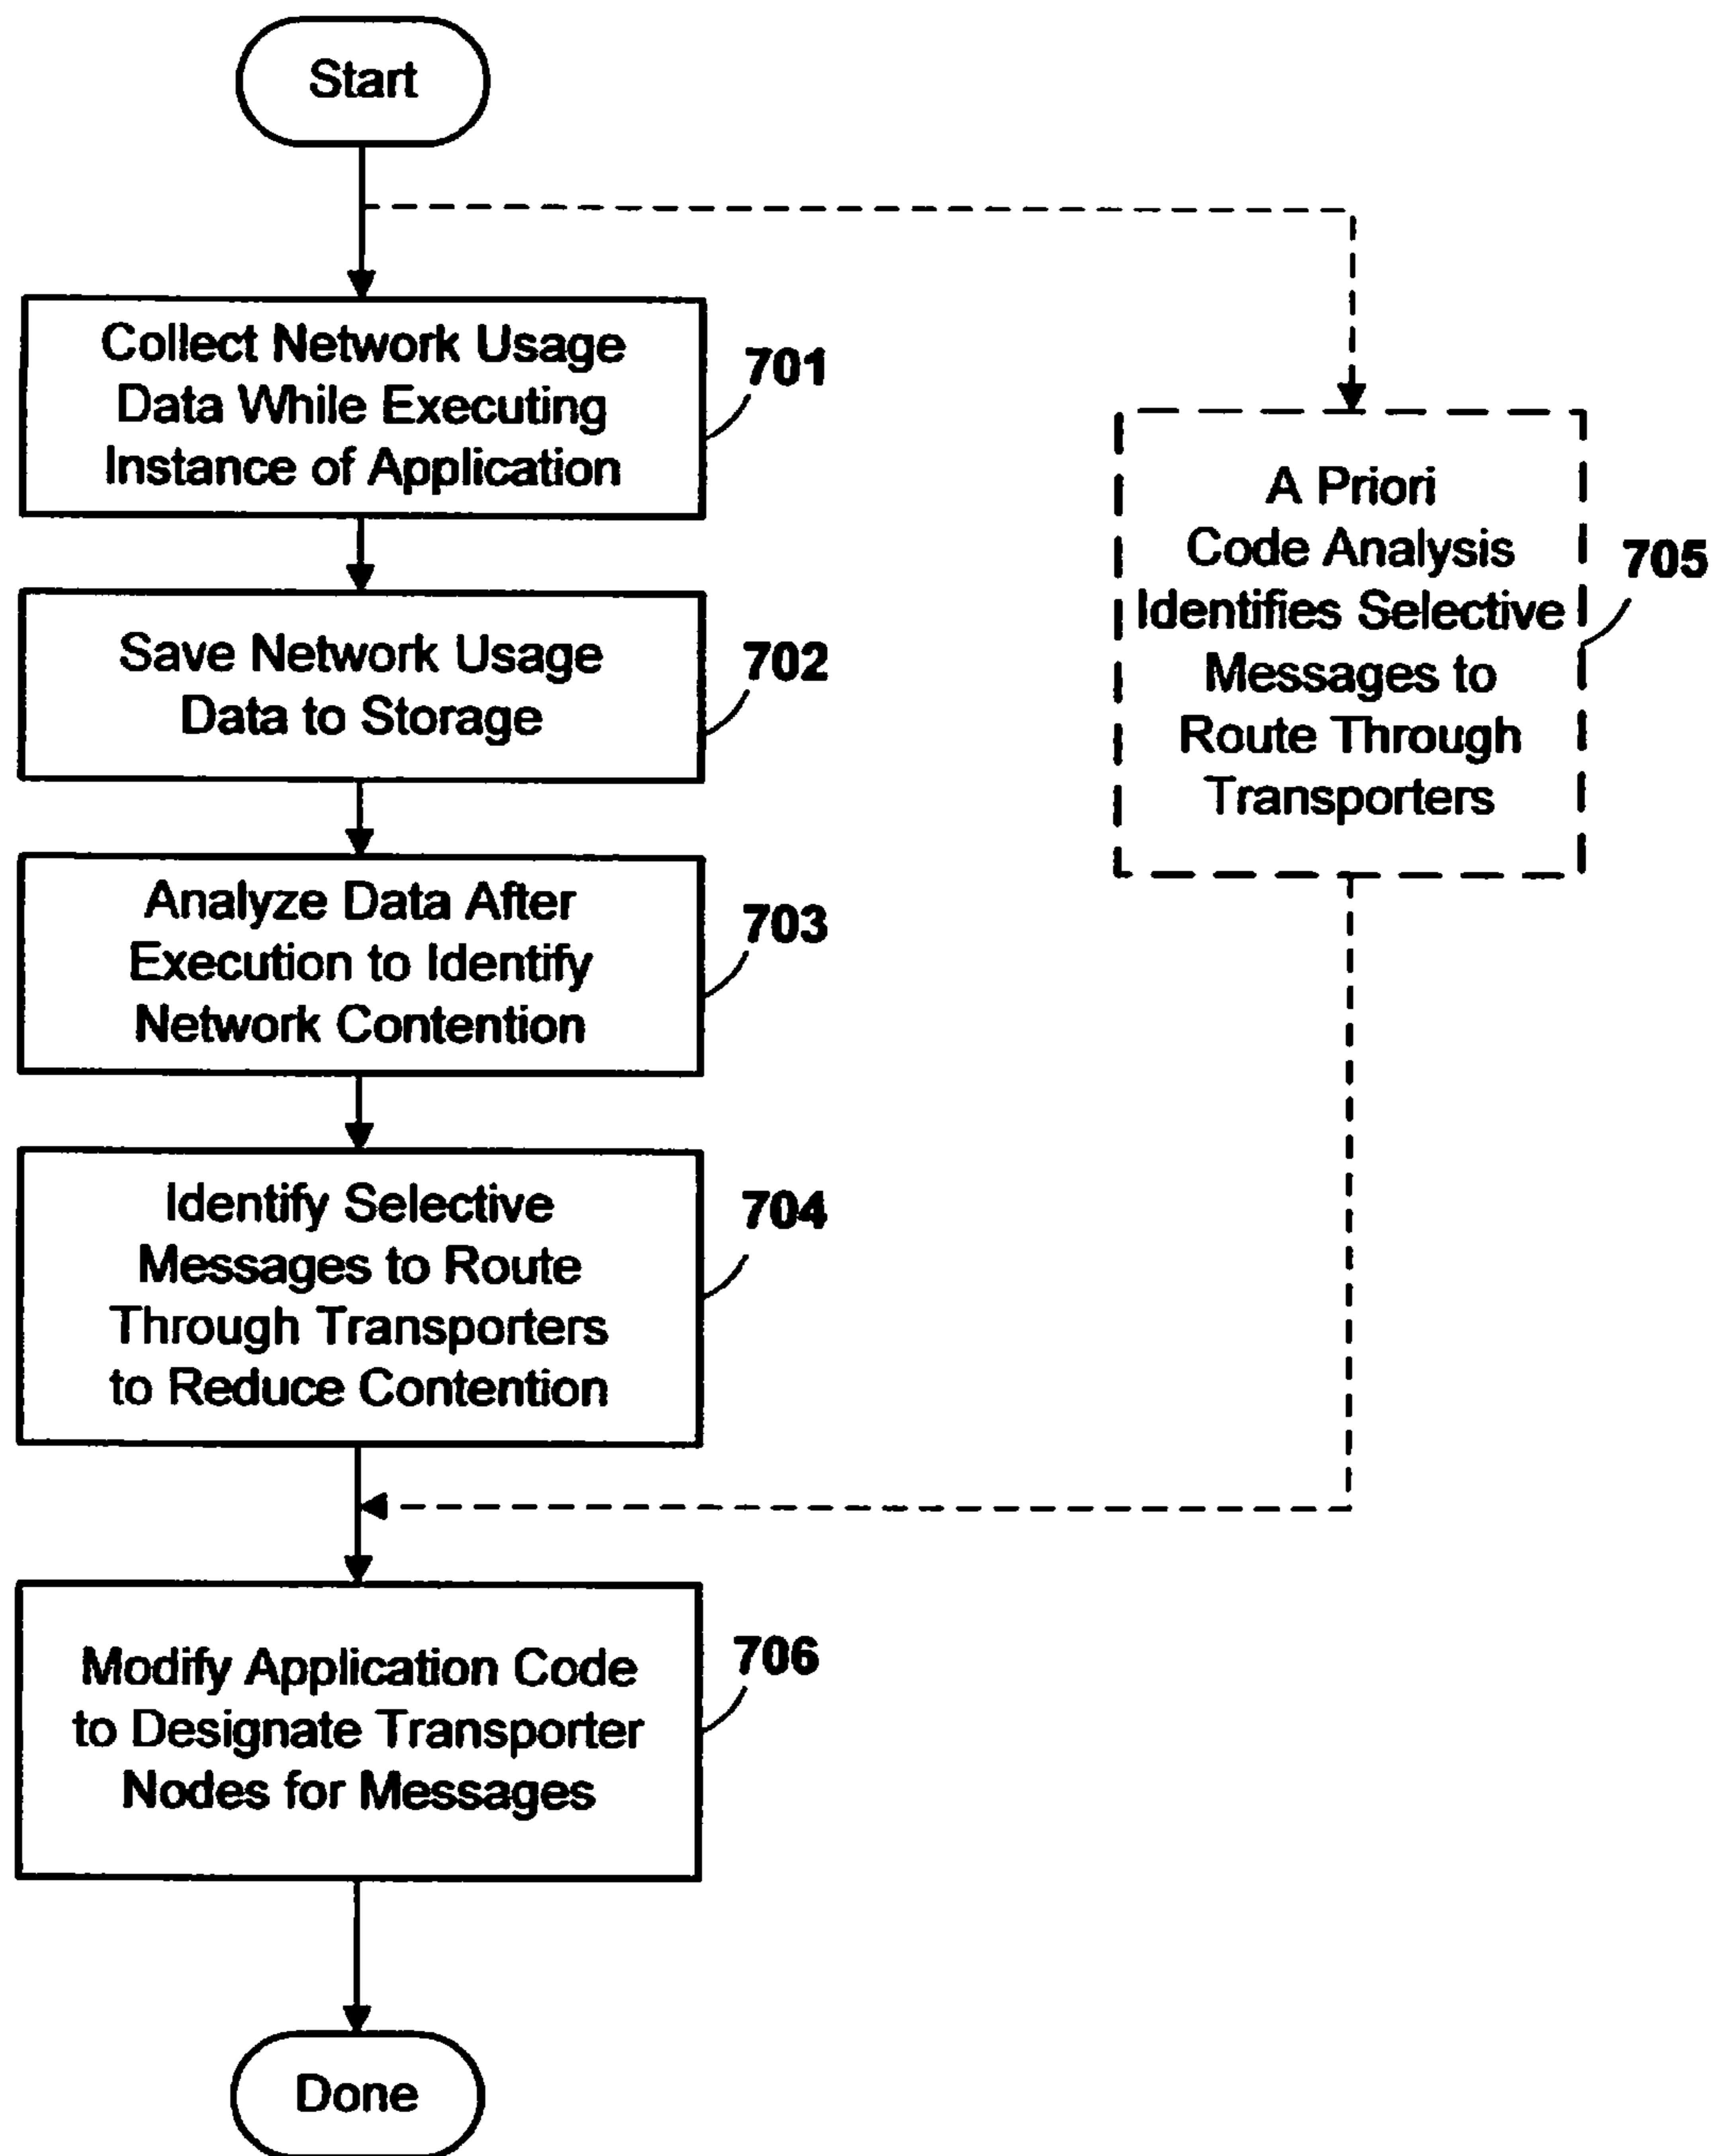 Start
Collect Network Usage
Data While Executing
Instance of Application
701
Save Network Usage
Data to Storage
702
Analyze Data After
Execution to Identify
Network Contention
703
Identify Selective
Messages to Route
Through Transporters
to Reduce Contention
704
A Priori
Code Analysis
Identifies Selective
Messages to
Route Through
Transporters
705
Modify Application Code
to Designate Transporter
Nodes for Messages
706
Done